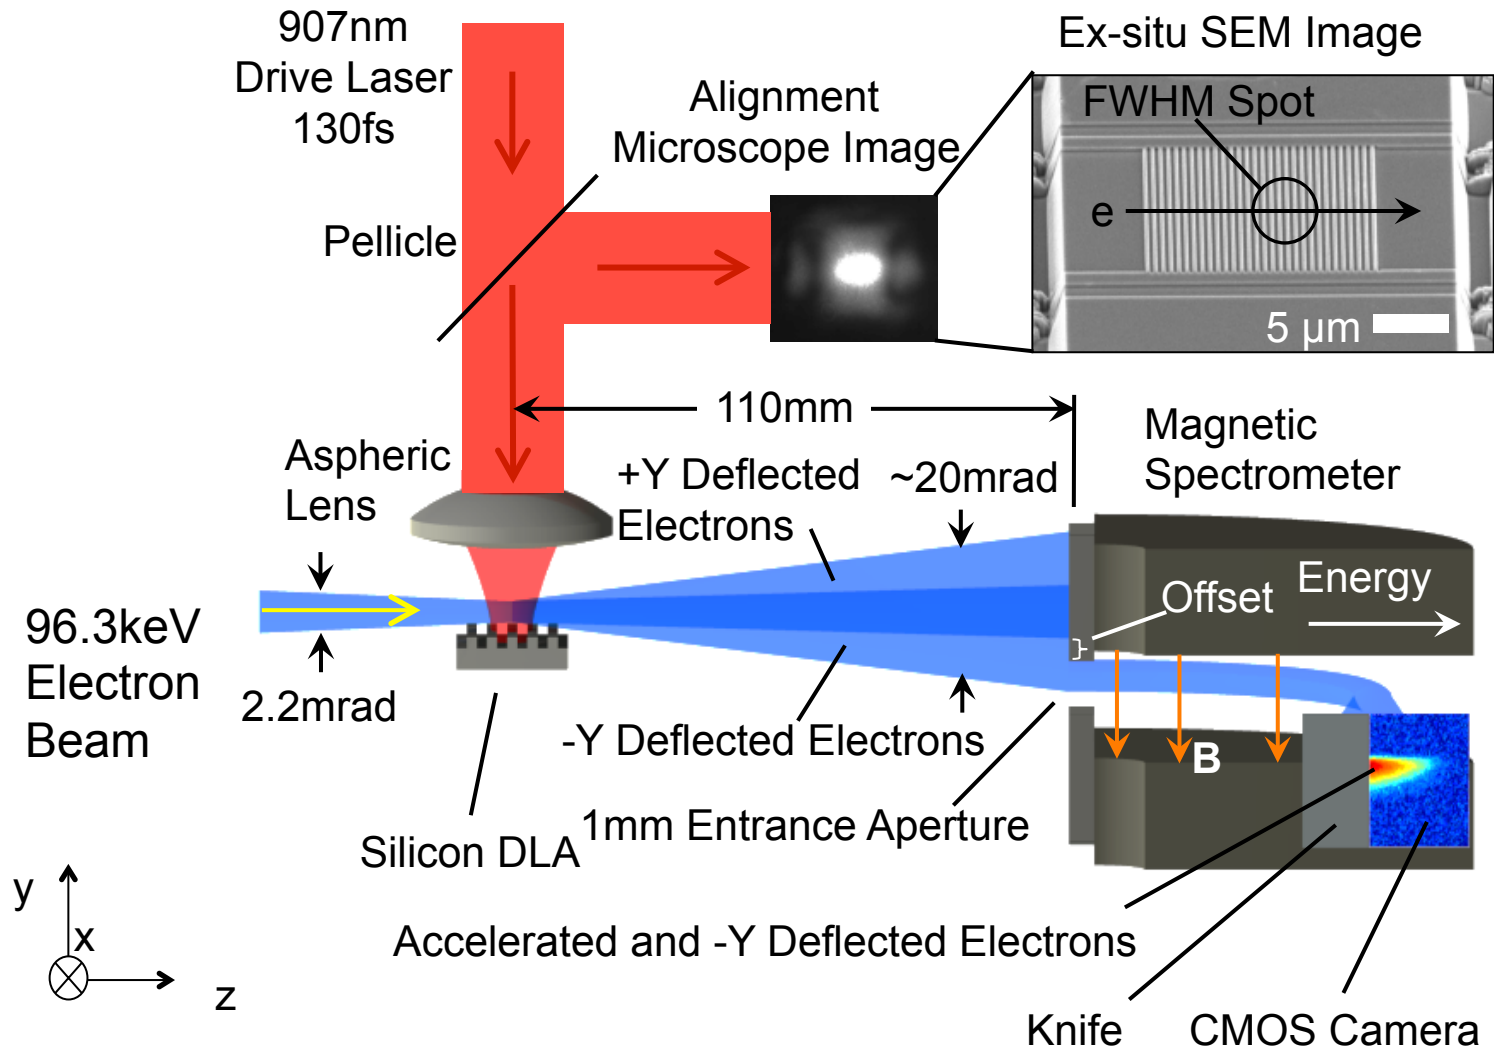 907nm
Drive Laser
130fs
Alignment
Microscope Image
Ex-situ SEM Image
FWHM Spot
e
5 µm
Pellicle
110mm
Aspheric
Lens
+Y Deflected
Electrons
~20mrad
Magnetic
Spectrometer
Offset
Energy
96.3keV
Electron
Beam
2.2mrad
-Y Deflected Electrons
B
1mm Entrance Aperture
Silicon DLA
y
x
z
Accelerated and -Y Deflected Electrons
Knife
CMOS Camera